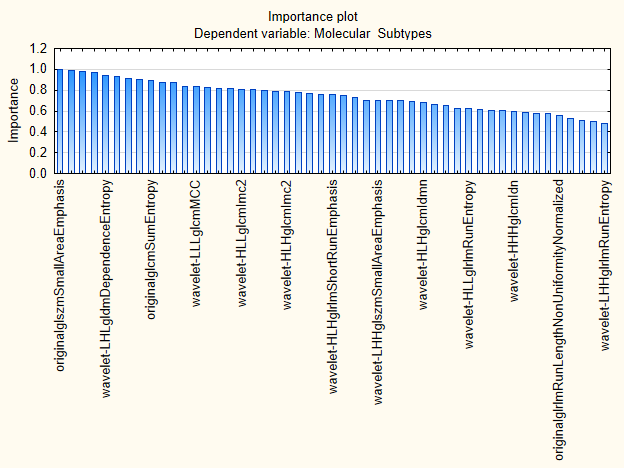 Importance plot
Dependent variable: Molecular  Subtypes
Importance
1.2
1.0
0.8
0.6
0.4
0.2
0.0
originalglszmSmallAreaEmphasis
wavelet-LHLgldmDependenceEntropy
originalglcmSumEntropy
wavelet-LLLglcmMCC
wavelet-HLLglcmImc2
wavelet-HLHglcmImc2
wavelet-HLHglrlmShortRunEmphasis
wavelet-LHHglszmSmallAreaEmphasis
wavelet-HLHglcmIdmn
wavelet-HLLglrlmRunEntropy
wavelet-HHHglcmIdn
originalglrlmRunLengthNonUniformityNormalized
wavelet-LHHglrlmRunEntropy